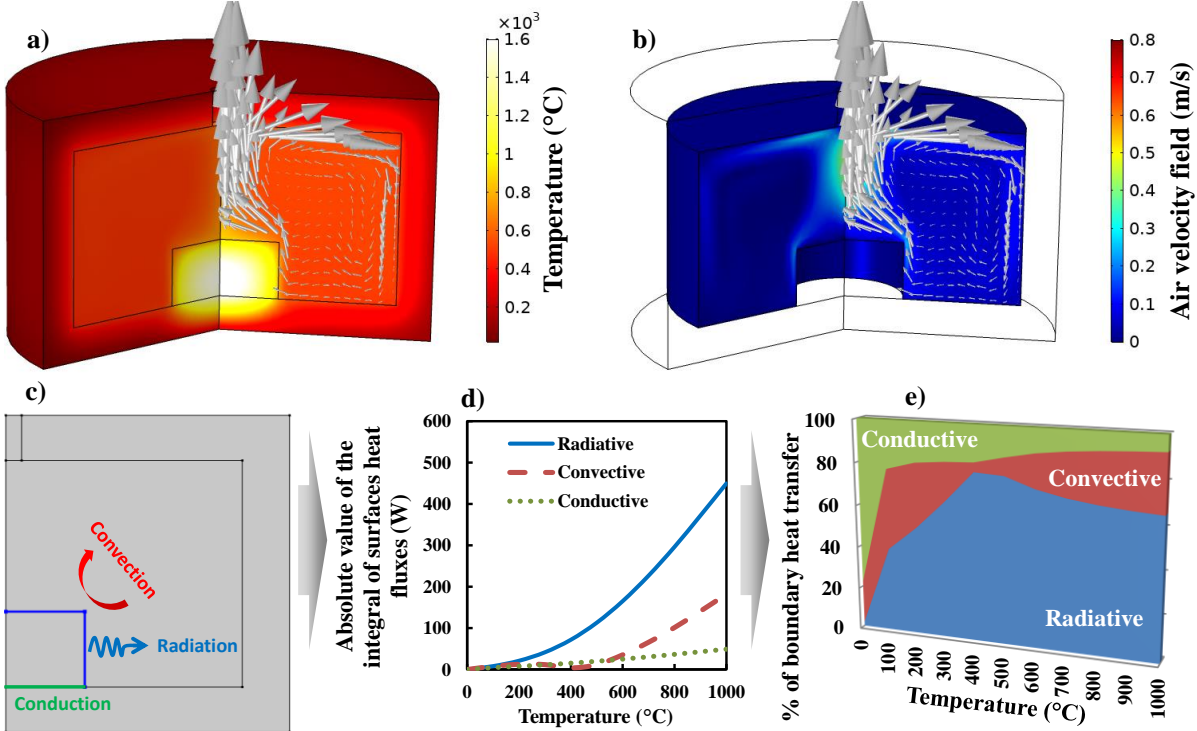 a)
×10³
1.6
1.4
1.2
1
0.8
0.6
0.4
0.2
Temperature (°C)
b)
0.8
0.7
0.6
0.5
0.4
0.3
0.2
0.1
0
Air velocity field (m/s)
c)
Convection
Radiation
Conduction
Absolute value of the
integral of surfaces heat
fluxes (W)
d)
600
500
400
300
200
100
0
Radiative
Convective
Conductive
0 200 400 600 800 1000
Temperature (°C)
% of boundary heat transfer
e)
100
80
60
40
20
0
Conductive
Convective
Radiative
0 100 200 300 400 500 600 700 800 900 1000
Temperature (°C)